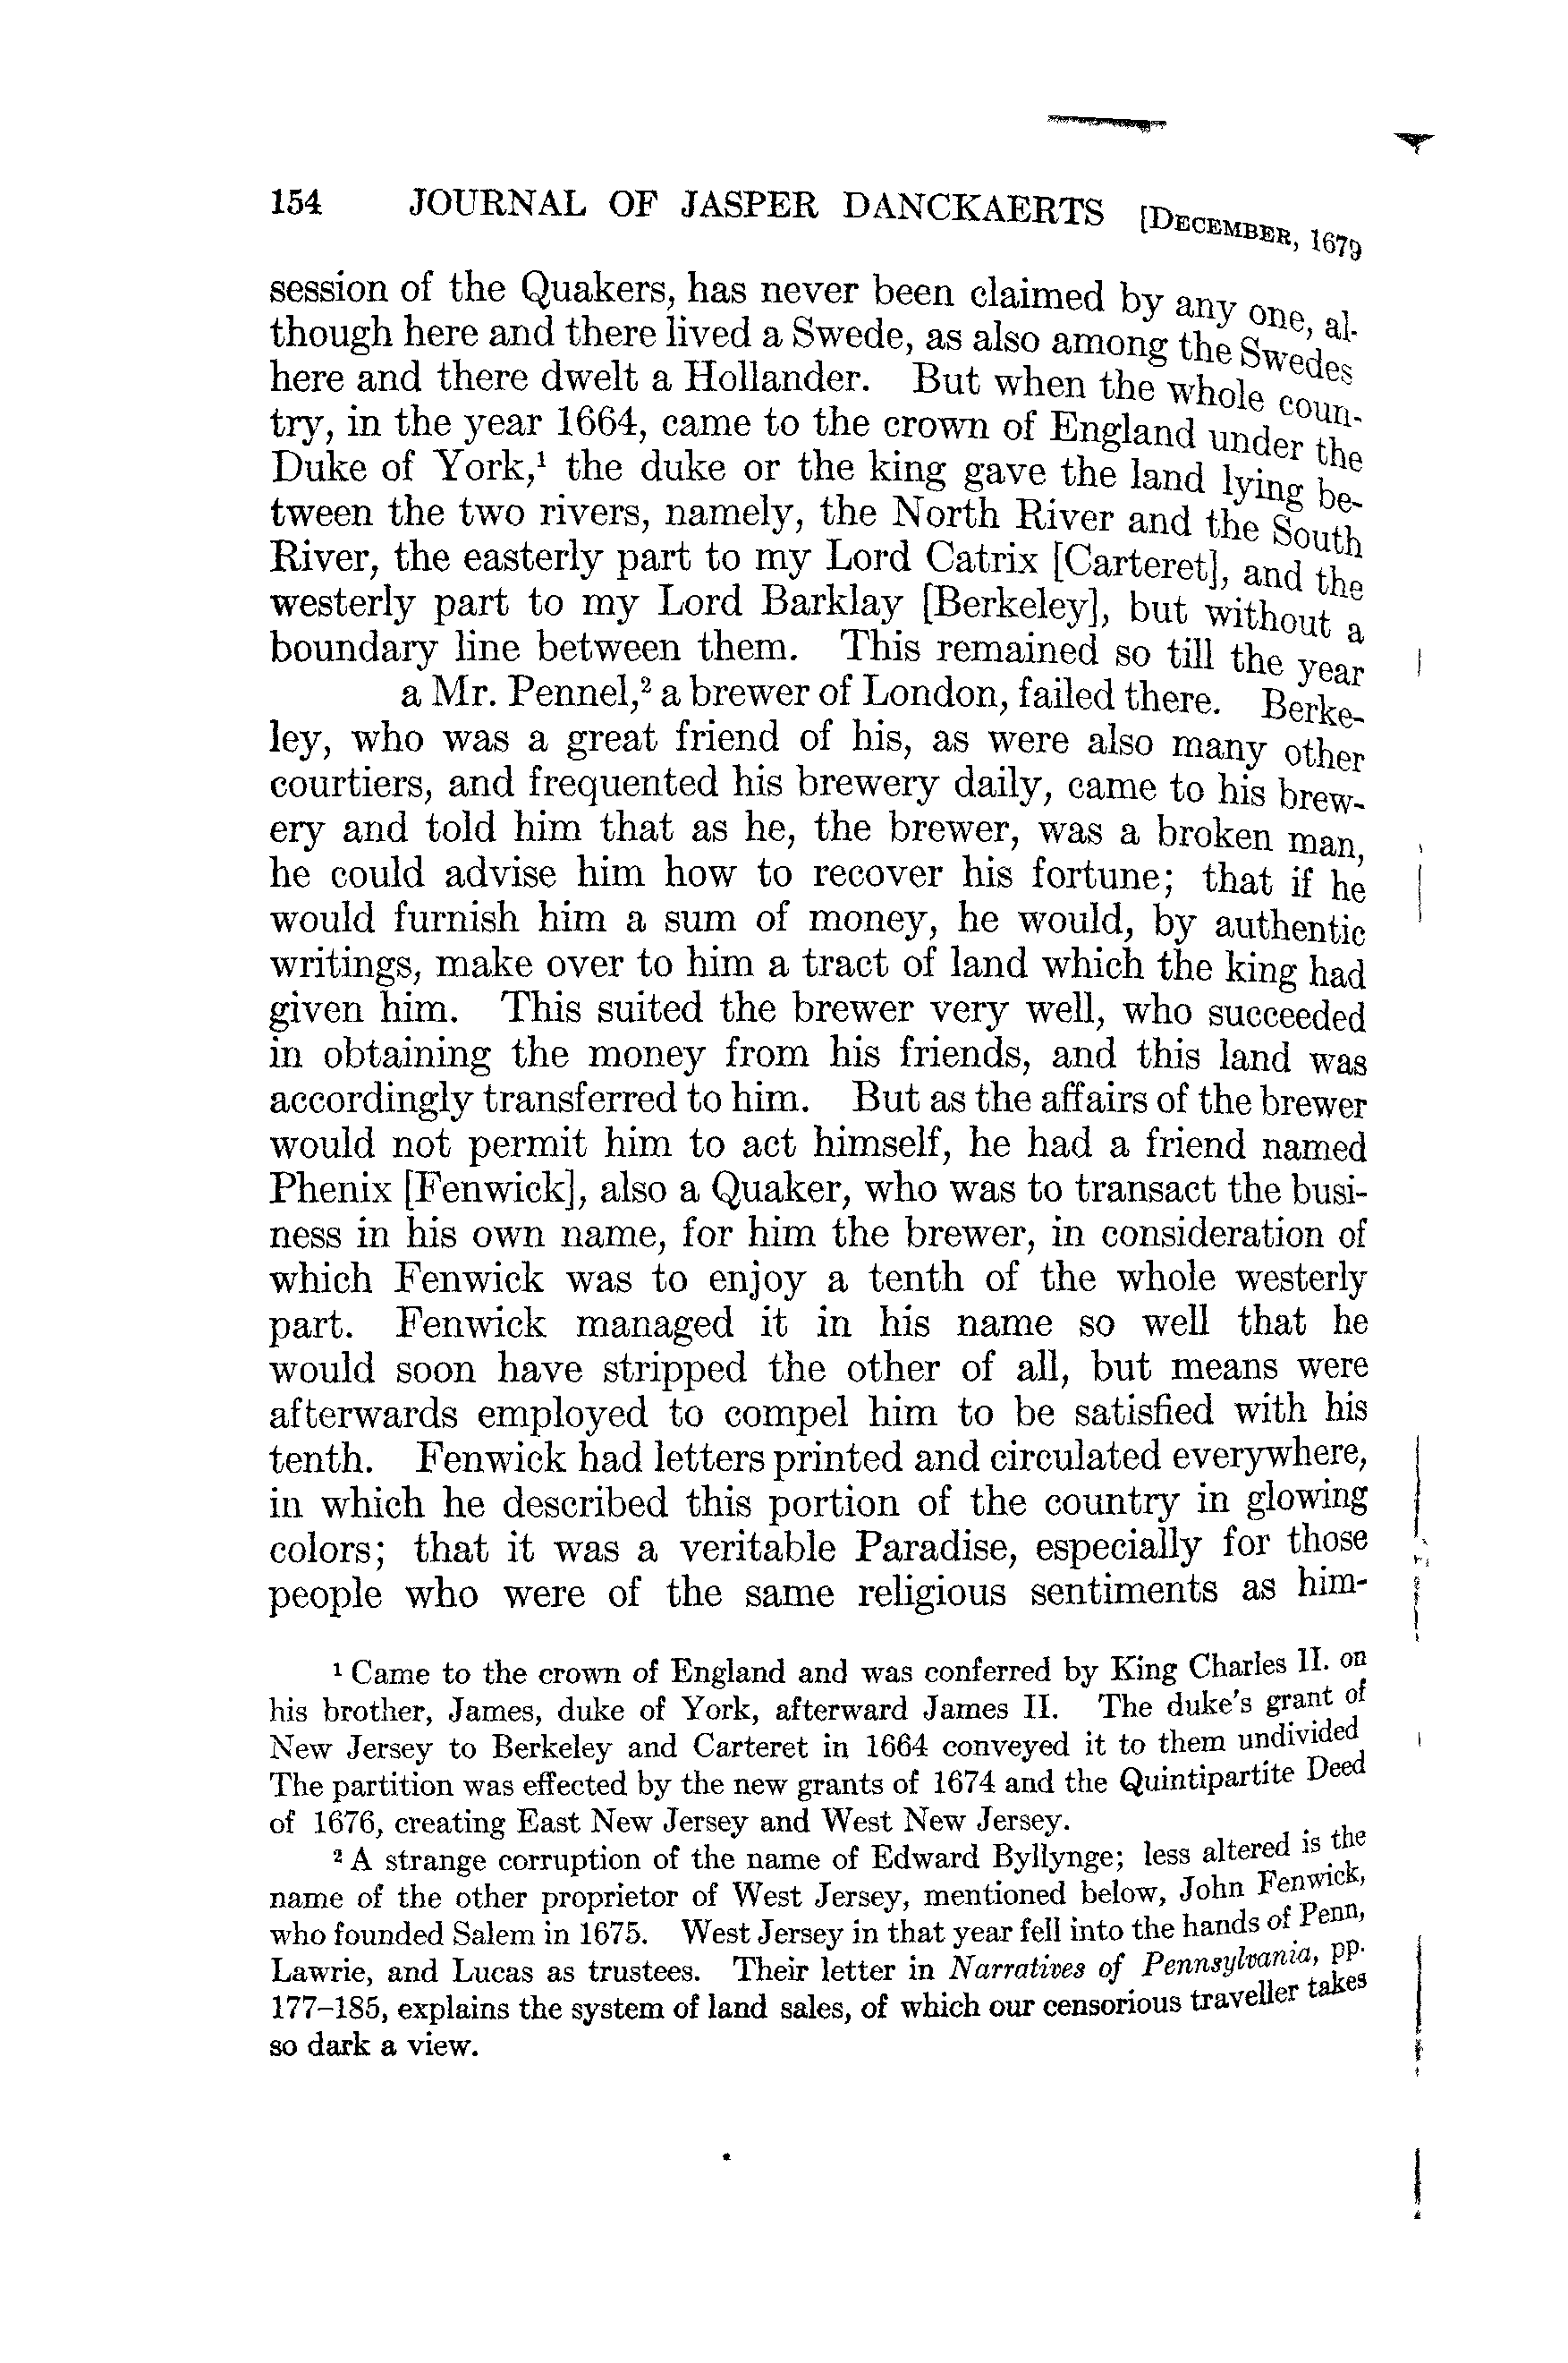 154 JOURNAL OF JASPER DANCKAERTS [DECEMBER, 1679
session of the Quakers, has never been claimed by any one, al-
though here and there lived a Swede, as also among the Swedes
here and there dwelt a Hollander. But when the whole coun-
try, in the year 1664, came to the crown of England under the
Duke of York,¹ the duke or the king gave the land lying be-
tween the two rivers, namely, the North River and the South
River, the easterly part to my Lord Catrix [Carteret], and the
westerly part to my Lord Barklay [Berkeley], but without a
boundary line between them. This remained so till the year
a Mr. Pennel,² a brewer of London, failed there. Berke-
ley, who was a great friend of his, as were also many other
courtiers, and frequented his brewery daily, came to his brew-
ery and told him that as he, the brewer, was a broken man,
he could advise him how to recover his fortune; that if he
would furnish him a sum of money, he would, by authentic
writings, make over to him a tract of land which the king had
given him. This suited the brewer very well, who succeeded
in obtaining the money from his friends, and this land was
accordingly transferred to him. But as the affairs of the brewer
would not permit him to act himself, he had a friend named
Phenix [Fenwick], also a Quaker, who was to transact the busi-
ness in his own name, for him the brewer, in consideration of
which Fenwick was to enjoy a tenth of the whole westerly
part. Fenwick managed it in his name so well that he
would soon have stripped the other of all, but means were
afterwards employed to compel him to be satisfied with his
tenth. Fenwick had letters printed and circulated everywhere,
in which he described this portion of the country in glowing
colors; that it was a veritable Paradise, especially for those
people who were of the same religious sentiments as him-
¹ Came to the crown of England and was conferred by King Charles II. on
his brother, James, duke of York, afterward James II. The duke's grant of
New Jersey to Berkeley and Carteret in 1664 conveyed it to them undivided
The partition was effected by the new grants of 1674 and the Quintipartite Deed
of 1676, creating East New Jersey and West New Jersey.
² A strange corruption of the name of Edward Byllynge; less altered is the
name of the other proprietor of West Jersey, mentioned below, John Fenwick,
who founded Salem in 1675. West Jersey in that year fell into the hands of Penn,
Lawrie, and Lucas as trustees. Their letter in Narratives of Pennsylvania, pp.
177-185, explains the system of land sales, of which our censorious traveller takes
so dark a view.